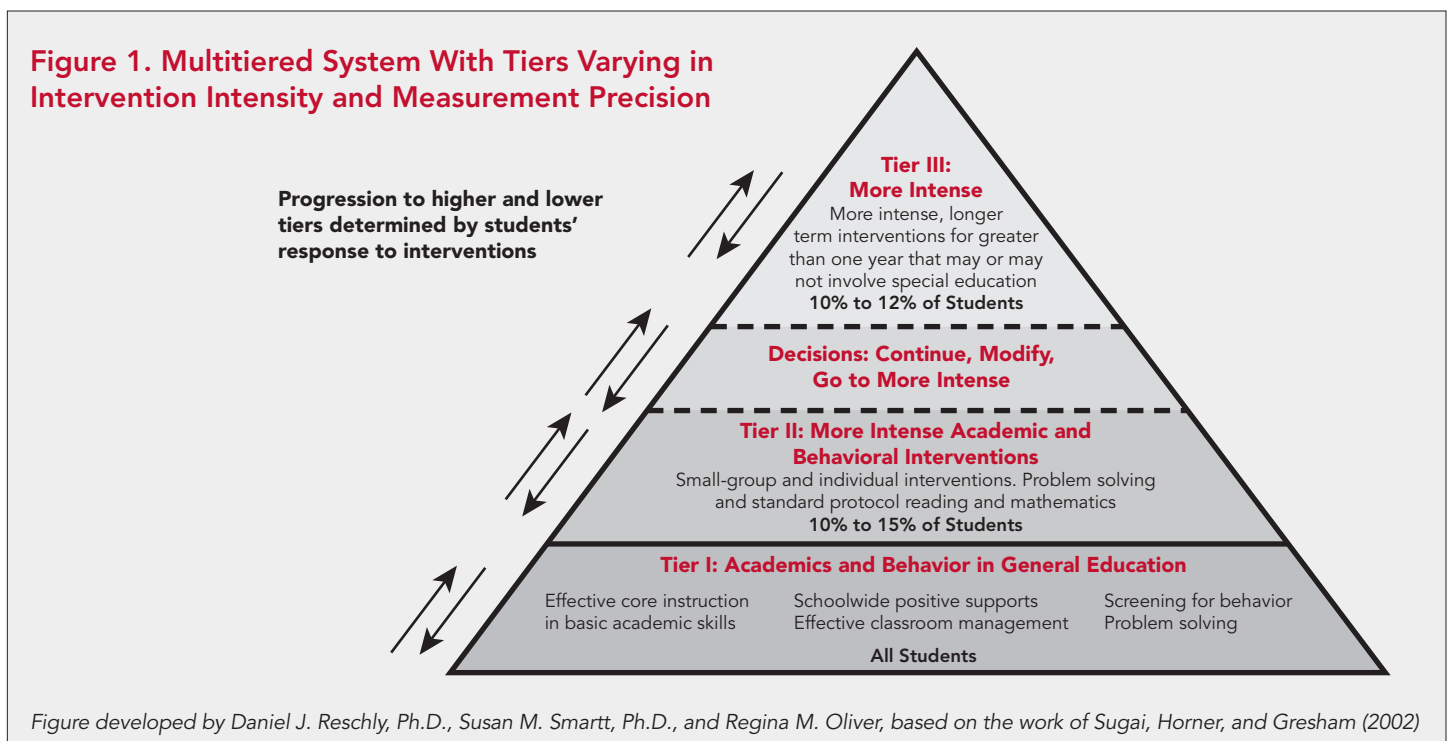 Figure 1. Multitiered System With Tiers Varying in
Intervention Intensity and Measurement Precision
Progression to higher and lower
tiers determined by students’
response to interventions
Tier III:
More Intense
More intense, longer
term interventions for greater
than one year that may or may
not involve special education
10% to 12% of Students
Decisions: Continue, Modify,
Go to More Intense
Tier II: More Intense Academic and
Behavioral Interventions
Small-group and individual interventions. Problem solving
and standard protocol reading and mathematics
10% to 15% of Students
Tier I: Academics and Behavior in General Education
Effective core instruction
in basic academic skills
Schoolwide positive supports
Effective classroom management
Screening for behavior
Problem solving
All Students
Figure developed by Daniel J. Reschly, Ph.D., Susan M. Smartt, Ph.D., and Regina M. Oliver, based on the work of Sugai, Horner, and Gresham (2002)